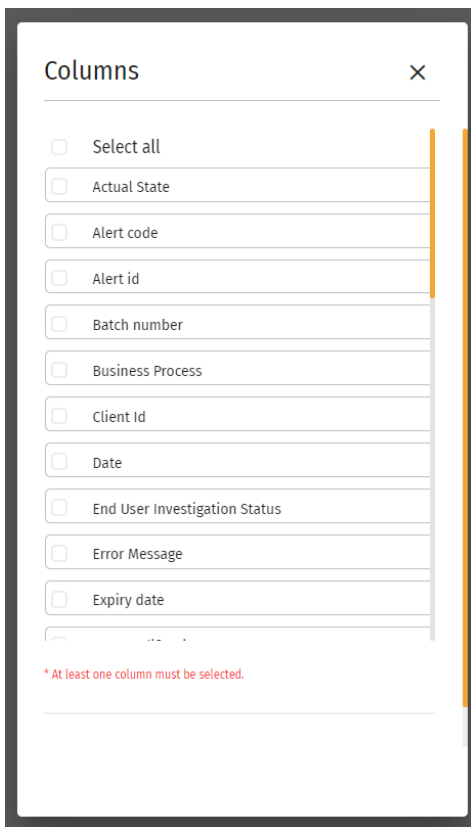 Columns
Select all
Actual State
Alert code
Alert id
Batch number
Business Process
Client Id
Date
End User Investigation Status
Error Message
Expiry date
* At least one column must be selected.